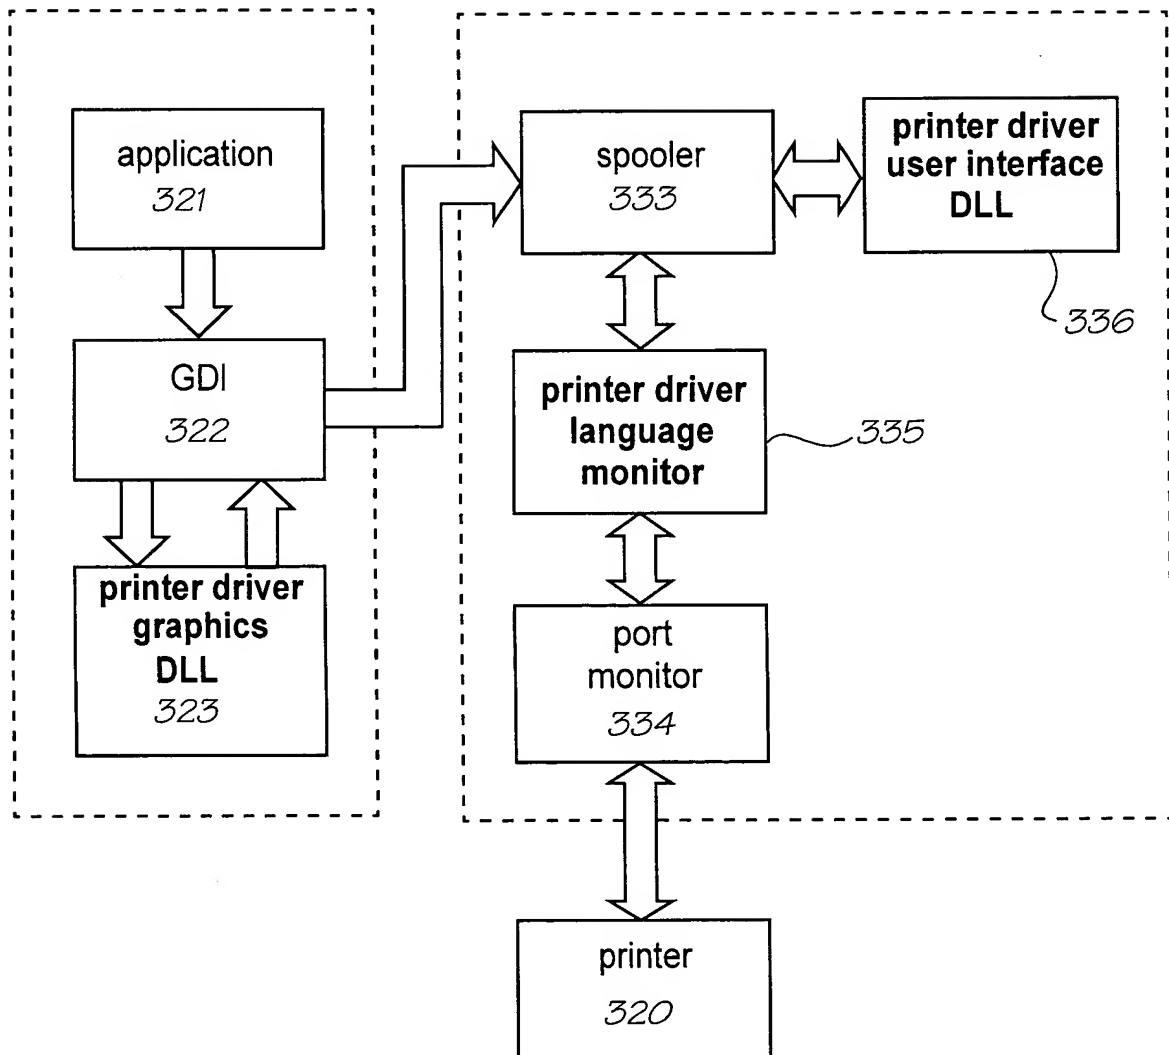 application
321
GDI
322
printer driver
graphics
DLL
323
spooler
333
printer driver
user interface
DLL
336
printer driver
language
monitor
335
port
monitor
334
printer
320